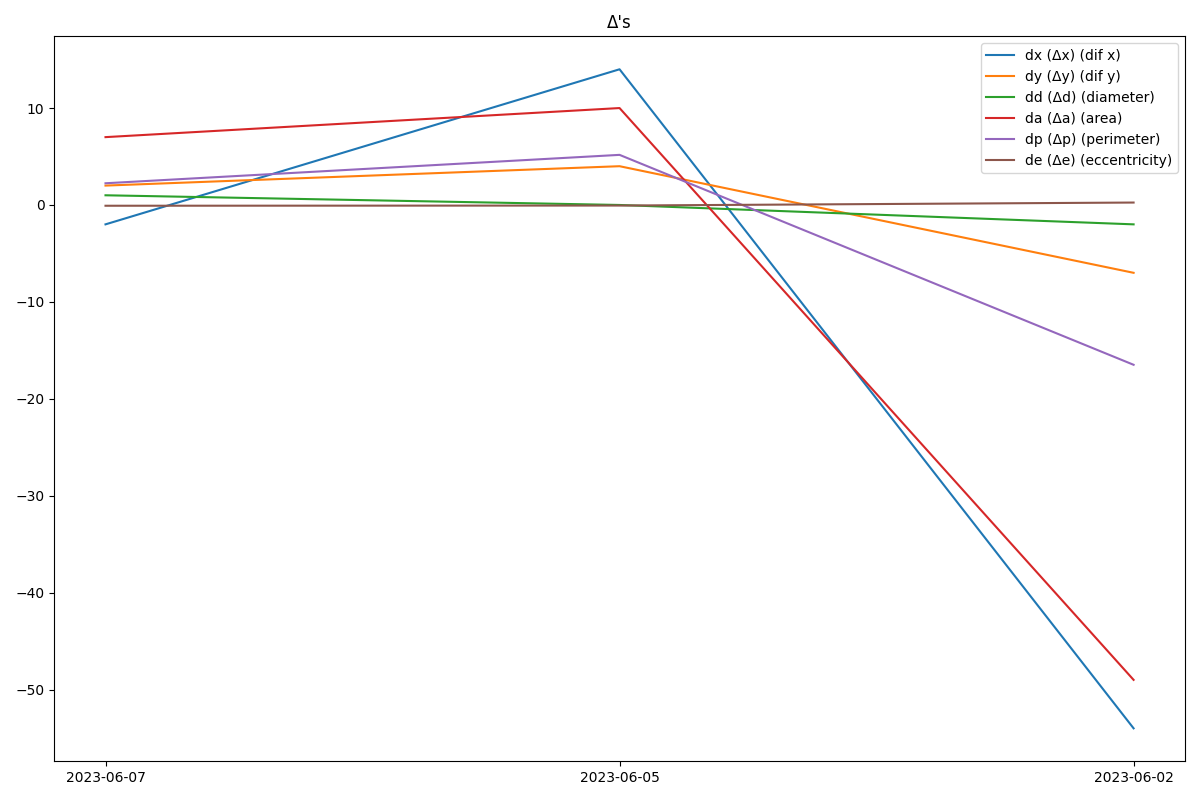 Δ's
dx (Δx) (dif x)
dy (Δy) (dif y)
dd (Δd) (diameter)
da (Δa) (area)
dp (Δp) (perimeter)
de (Δe) (eccentricity)
10
0
−10
−20
−30
−40
−50
2023-06-07 2023-06-05 2023-06-02